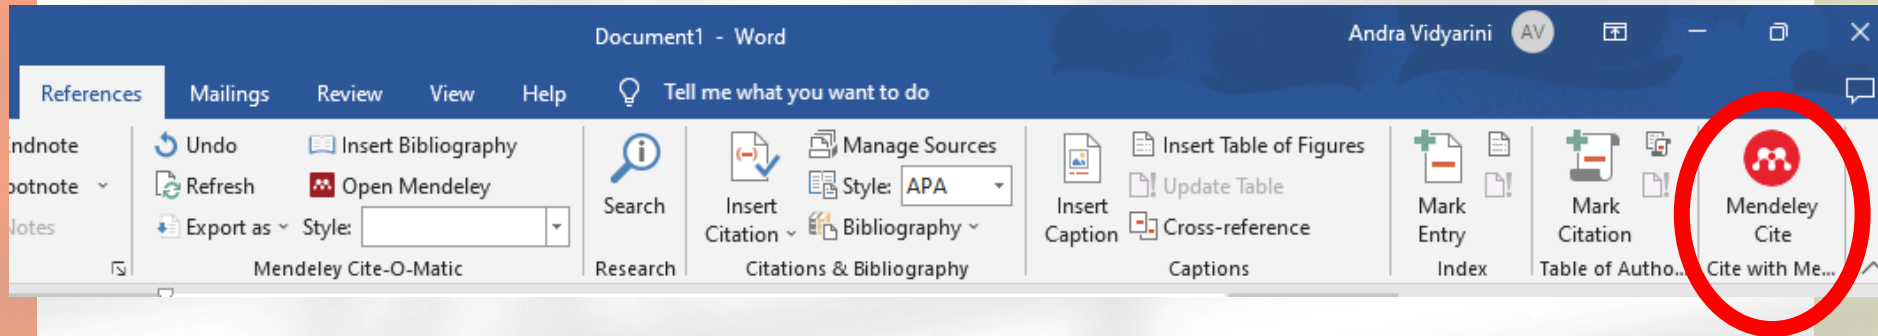 Document1 - Word
Andra Vidyarini AV
References Mailings Review View Help Tell me what you want to do
ndnote Undo Insert Bibliography Manage Sources Insert Table of Figures
ootnote Refresh Open Mendeley Style: APA Update Table
Search Insert Insert Mark Mark Mendeley
Notes Export as Style: Citation Bibliography Caption Cross-reference Entry Citation Cite
Mendeley Cite-O-Matic Research Citations & Bibliography Captions Index Table of Autho... Cite with Me...